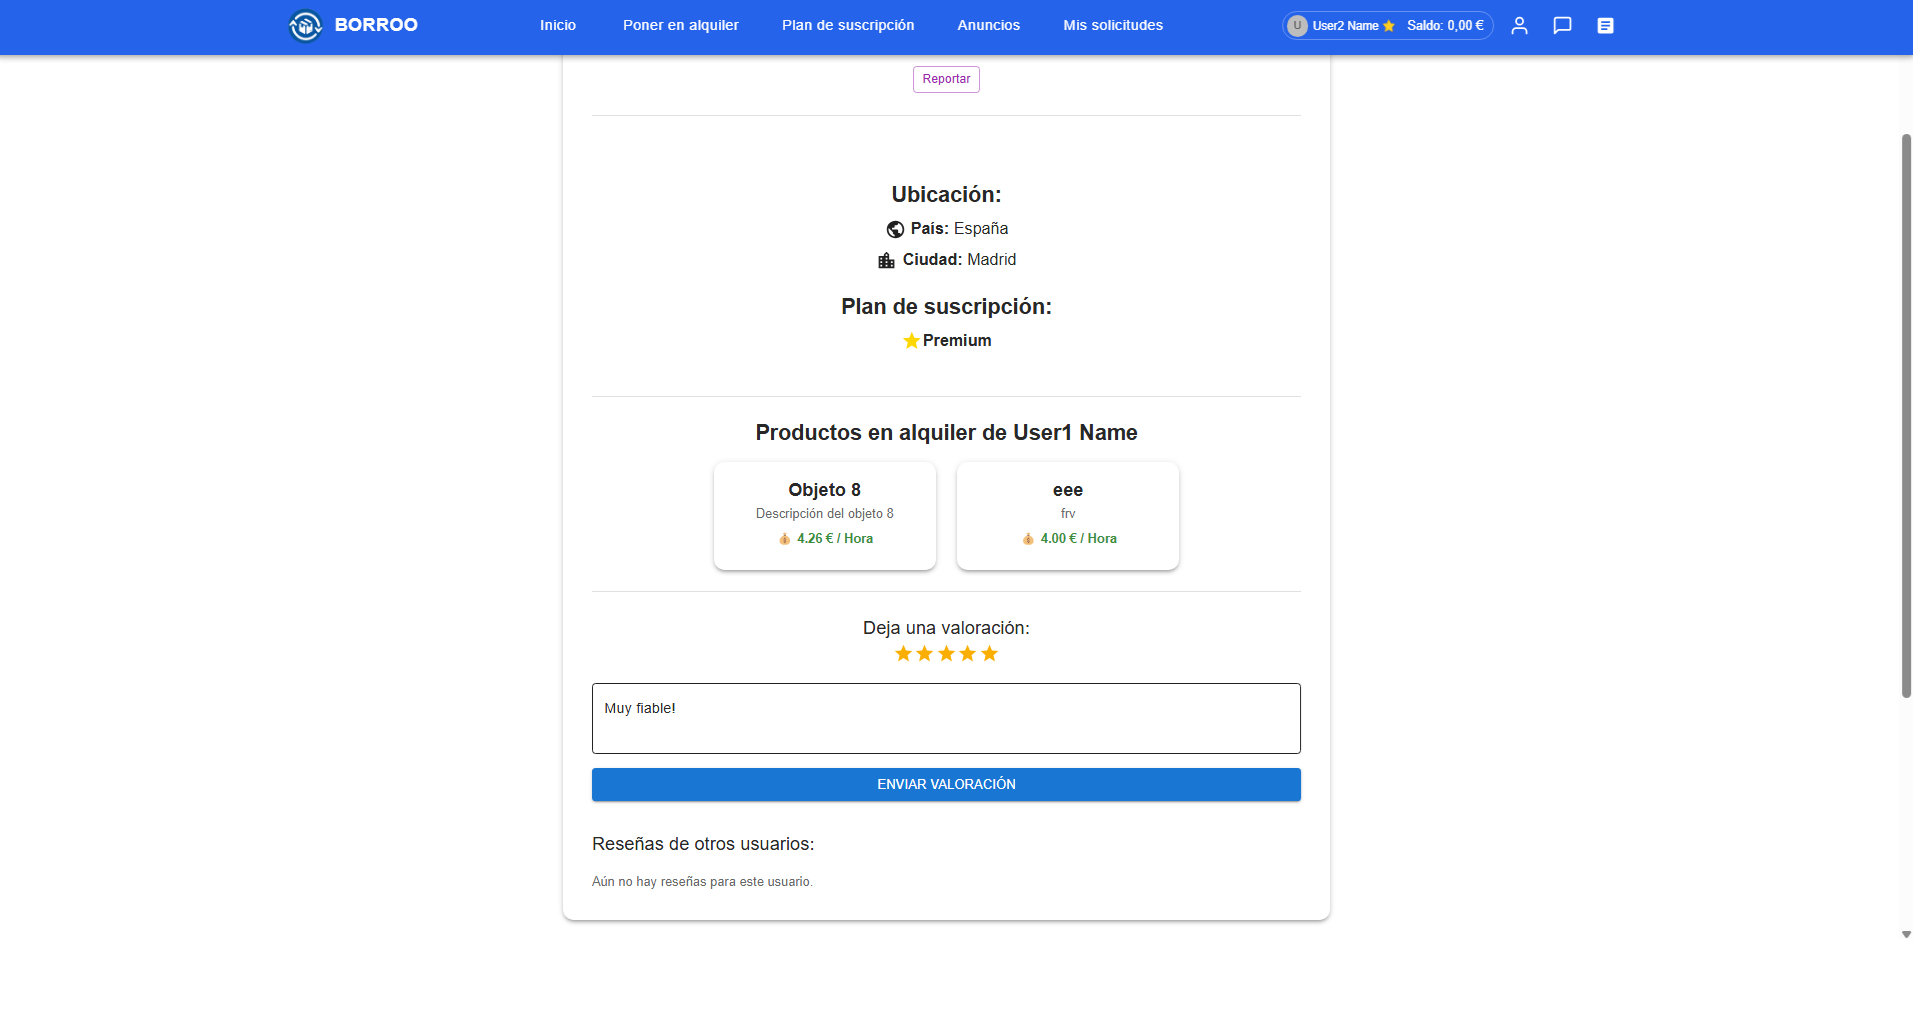 BORROO
Inicio
Poner en alquiler
Plan de suscripción
Anuncios
Mis solicitudes
U User2 Name Saldo: 0,00 €
Reportar
Ubicación:
País: España
Ciudad: Madrid
Plan de suscripción:
Premium
Productos en alquiler de User1 Name
Objeto 8
Descripción del objeto 8
4.26 € / Hora
eee
frv
4.00 € / Hora
Deja una valoración:
Muy fiable!
ENVIAR VALORACIÓN
Reseñas de otros usuarios:
Aún no hay reseñas para este usuario.